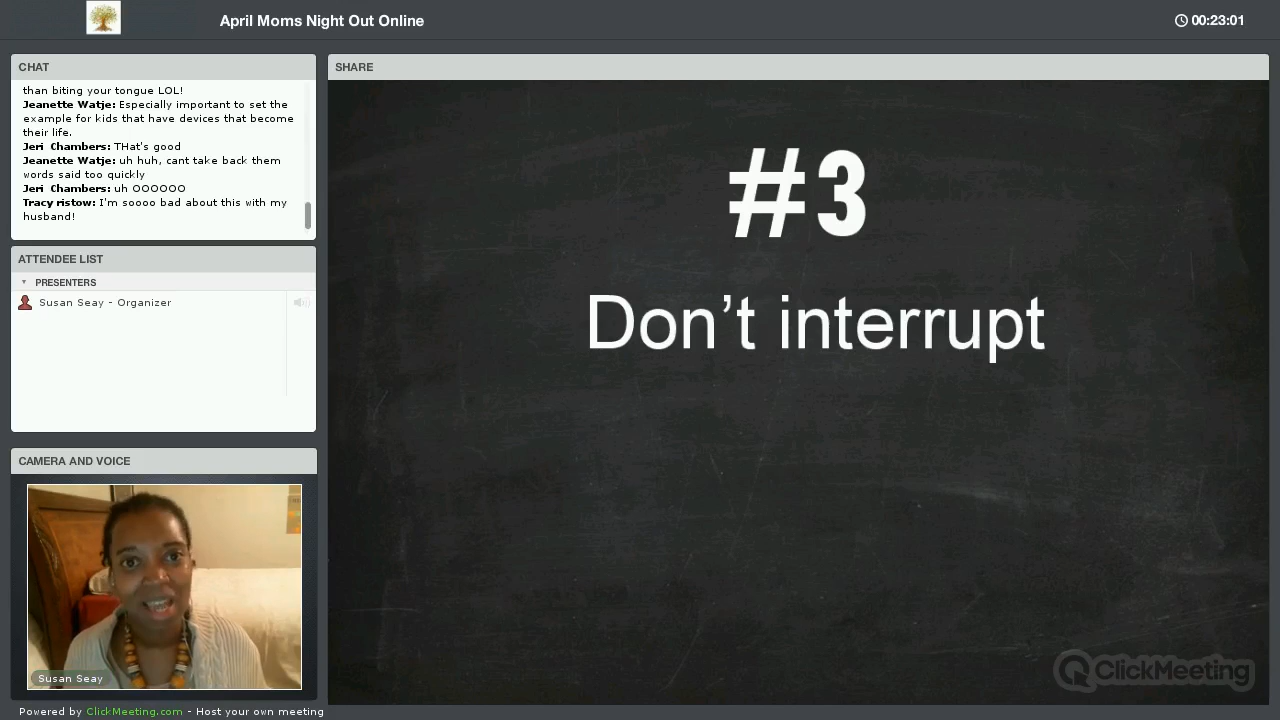 April Moms Night Out Online
00:23:01
CHAT
than biting your tongue LOL!
Jeanette Watje: Especially important to set the
example for kids that have devices that become
their life.
Jeri Chambers: THat's good
Jeanette Watje: uh huh, cant take back them
words said too quickly
Jeri Chambers: uh OOOOOO
Tracy ristow: I'm soooo bad about this with my
husband!
ATTENDEE LIST
PRESENTERS
Susan Seay - Organizer
CAMERA AND VOICE
Susan Seay
Powered by ClickMeeting.com - Host your own meeting
SHARE
#3
Don’t interrupt
ClickMeeting